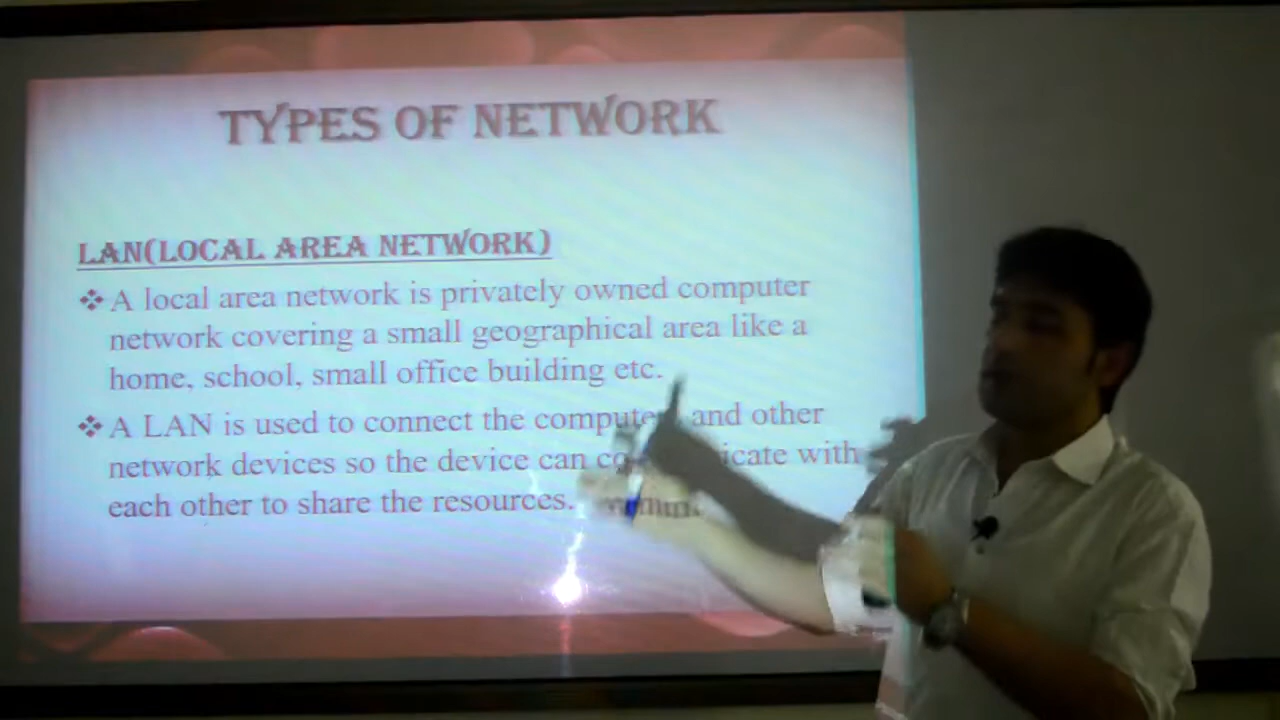 TYPES OF NETWORK
LAN(LOCAL AREA NETWORK)
❖ A local area network is privately owned computer
network covering a small geographical area like a
home, school, small office building etc.
❖ A LAN is used to connect the and other
network devices so the device can with
each other to share the resources.